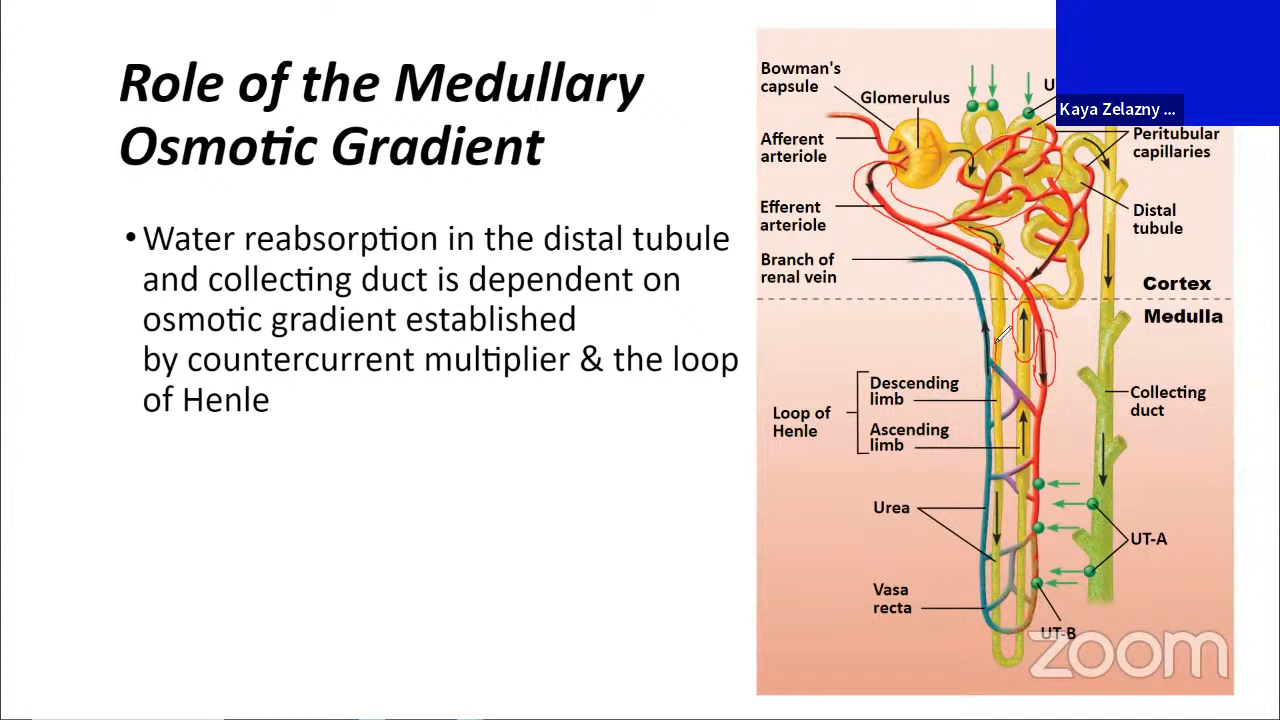 Role of the Medullary
Osmotic Gradient
• Water reabsorption in the distal tubule
and collecting duct is dependent on
osmotic gradient established
by countercurrent multiplier & the loop
of Henle
Bowman's
capsule
Glomerulus
Afferent
arteriole
Efferent
arteriole
Branch of
renal vein
Kaya Zelazny ...
Peritubular
capillaries
Distal
tubule
Cortex
Medulla
Descending
limb
Loop of
Henle
Ascending
limb
Collecting
duct
Urea
UT-A
Vasa
recta
UT-B
zoom